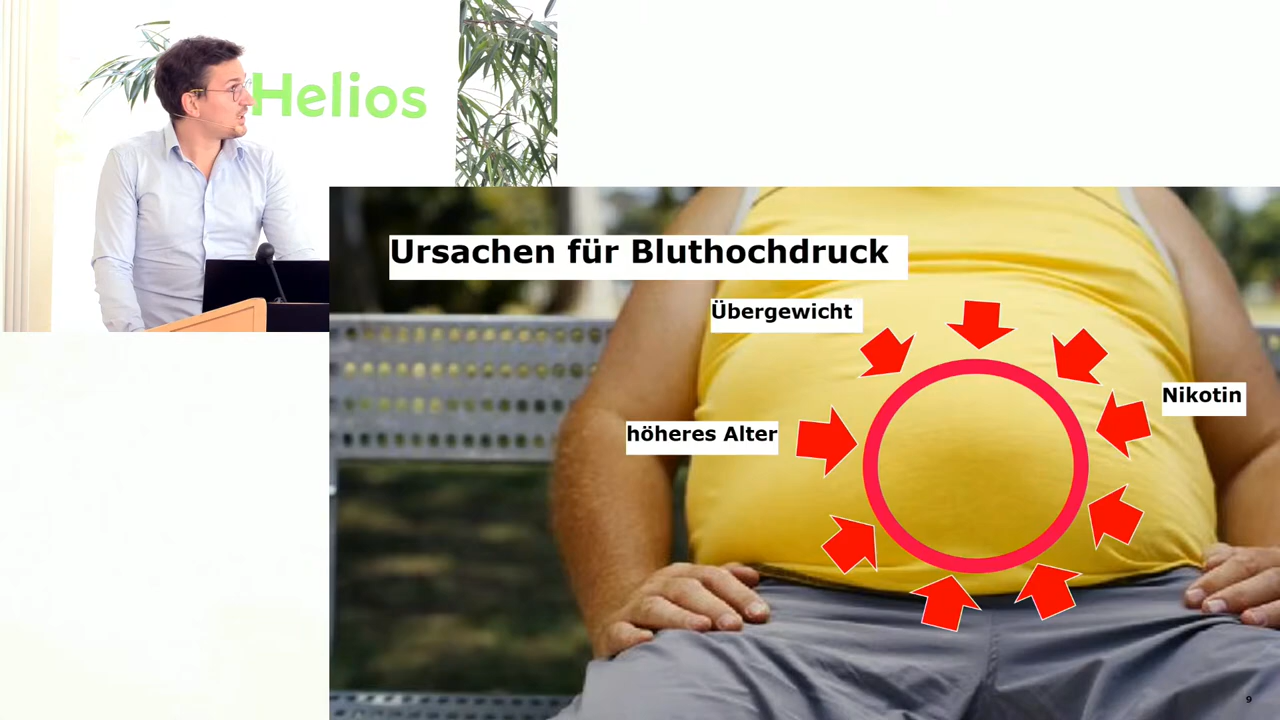 Helios
Ursachen für Bluthochdruck
Übergewicht
Nikotin
höheres Alter
9